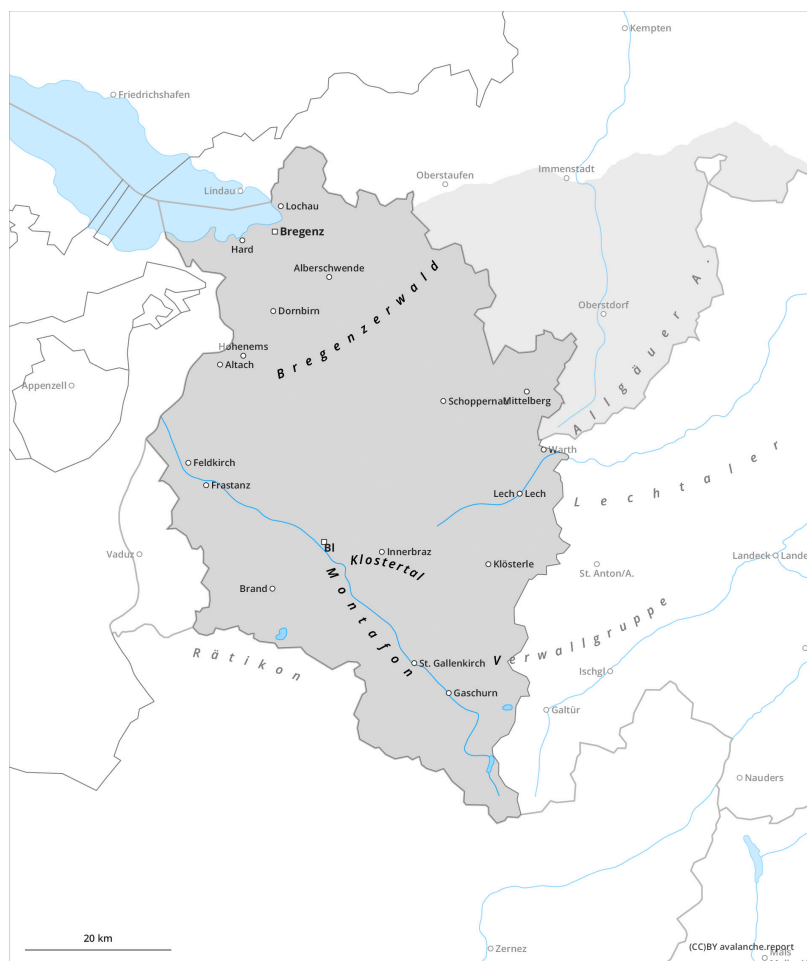 Kempten
Friedrichshafen
Immenstadt
Oberstaufen
Lindau
Lochau
Bregenz
Hard
Alberschwende
Oberstdorf
Dornbirn
Bregenzerwald
Allgäuer A.
Hohenems
Altach
Appenzell
Schoppernau
Mittelberg
Warth
Feldkirch
Frastanz
Lech
Lech
Lechtaler
Bl
Vaduz
Innerbraz
Klostertal
Klösterle
St. Anton/A.
Landeck
Lande
Brand
Montafon
Verwallgruppe
Rätikon
St. Gallenkirch
Ischgl
Gaschurn
Galtür
Nauders
20 km
Zernez
(CC)BY avalanche.report
Mals